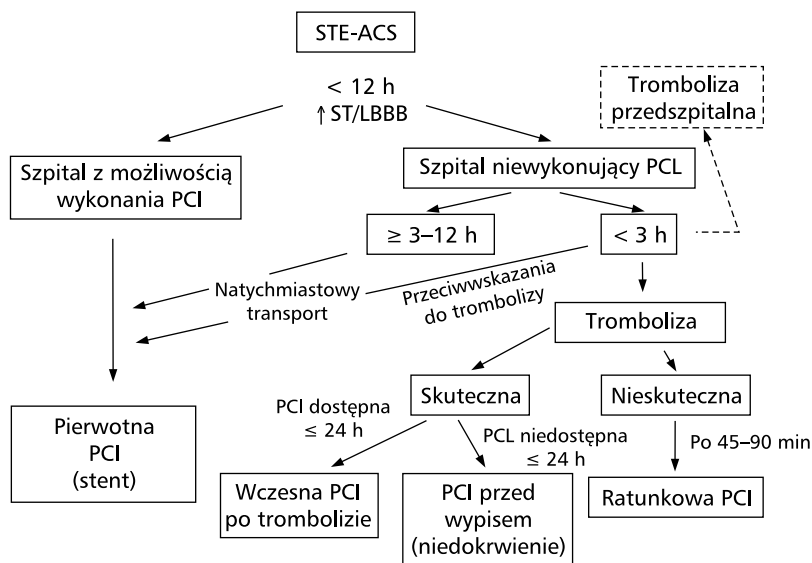 STE-ACS
< 12 h
↑ ST/LBBB
Tromboliza
przedszpitalna
Szpital z możliwością
wykonania PCI
Szpital niewykonujący PCL
≥ 3–12 h
< 3 h
Natychmiastowy
transport
Przeciwwskazania
do trombolizy
Tromboliza
Skuteczna
Nieskuteczna
Pierwotna
PCI
(stent)
PCI dostępna
≤ 24 h
PCL niedostępna
≤ 24 h
Po 45–90 min
Wczesna PCI
po trombolizie
PCI przed
wypisem
(niedokrwienie)
Ratunkowa PCI